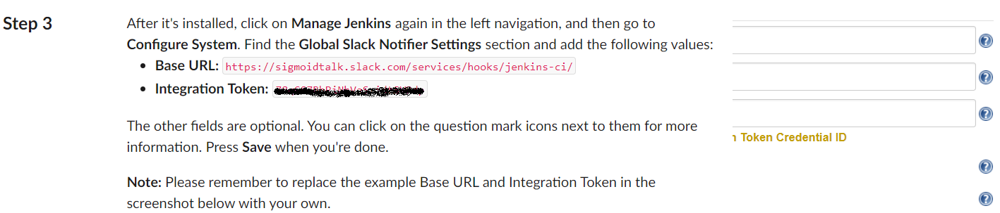 Step 3
After it's installed, click on Manage Jenkins again in the left navigation, and then go to
Configure System. Find the Global Slack Notifier Settings section and add the following values:
• Base URL: https://sigmoidtalk.slack.com/services/hooks/jenkins-ci/
• Integration Token:
The other fields are optional. You can click on the question mark icons next to them for more
information. Press Save when you're done.
Note: Please remember to replace the example Base URL and Integration Token in the
screenshot below with your own.
?
?
?
n Token Credential ID
?
?